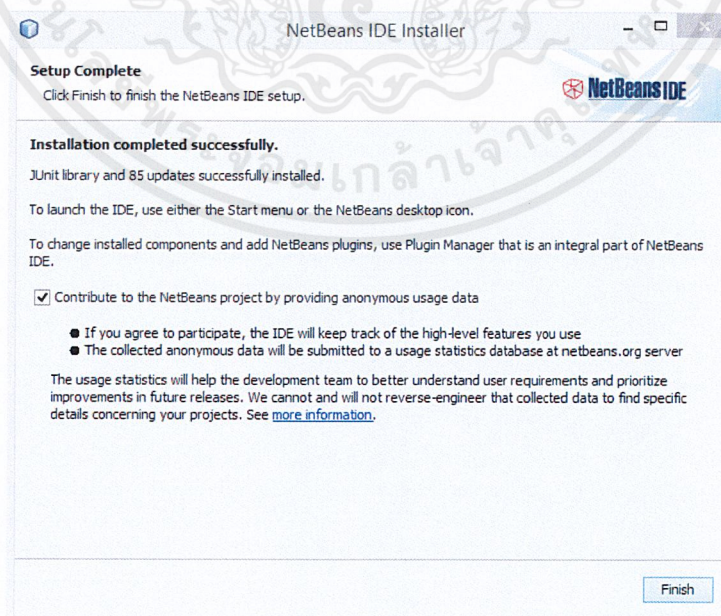 NetBeans IDE Installer
Setup Complete
Click Finish to finish the NetBeans IDE setup.
NetBeans IDE
Installation completed successfully.
JUnit library and 85 updates successfully installed.
To launch the IDE, use either the Start menu or the NetBeans desktop icon.
To change installed components and add NetBeans plugins, use Plugin Manager that is an integral part of NetBeans
IDE.
Contribute to the NetBeans project by providing anonymous usage data
If you agree to participate, the IDE will keep track of the high-level features you use
The collected anonymous data will be submitted to a usage statistics database at netbeans.org server
The usage statistics will help the development team to better understand user requirements and prioritize
improvements in future releases. We cannot and will not reverse-engineer that collected data to find specific
details concerning your projects. See more information.
Finish